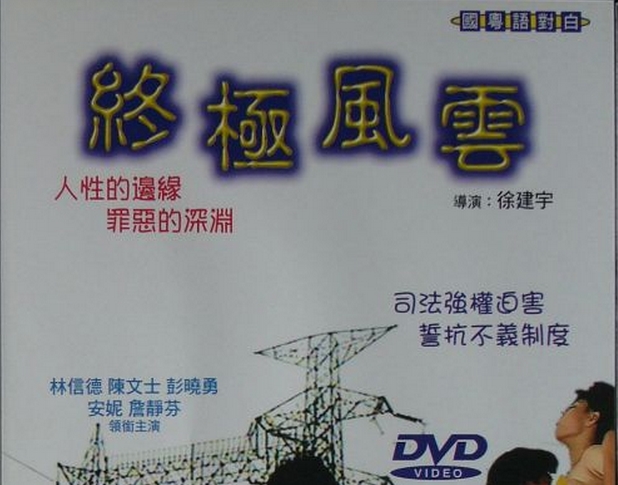 國粵語對白
終極風雲
人性的邊緣
罪惡的深淵
導演：徐建宇
司法強權迫害
誓抗不義制度
林信德 陳文士 彭曉勇
安妮 詹靜芬
領銜主演
DVD
VIDEO